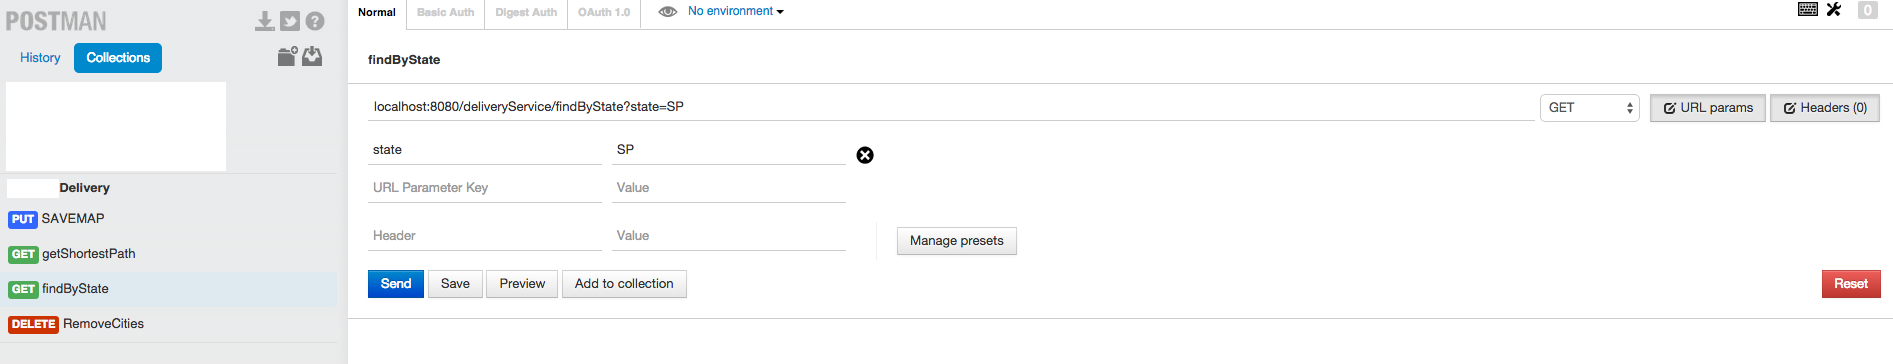 POSTMAN ?
History Collections
Delivery
PUT SAVEMAP
GET getShortestPath
GET findByState
DELETE RemoveCities
Normal Basic Auth Digest Auth OAuth 1.0 No environment 0
findByState
localhost:8080/deliveryService/findByState?state=SP GET URL params Headers (0)
state SP
URL Parameter Key Value
Header Value Manage presets
Send Save Preview Add to collection Reset